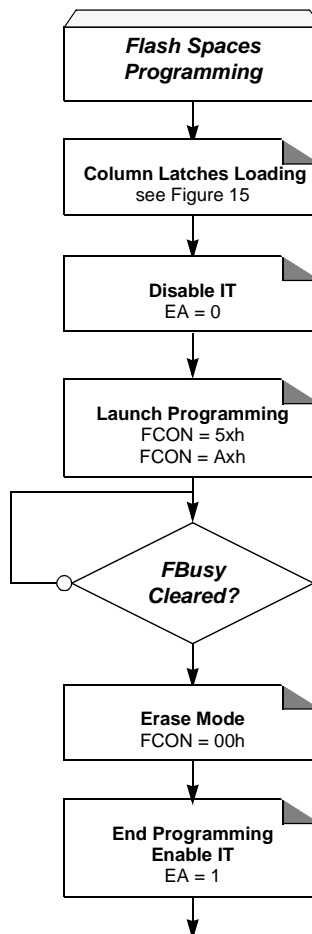 Flash Spaces
Programming
Column Latches Loading
see Figure 15
Disable IT
EA = 0
Launch Programming
FCON = 5xh
FCON = Axh
FBusy
Cleared?
Erase Mode
FCON = 00h
End Programming
Enable IT
EA = 1